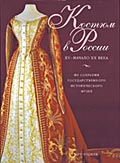 Костюм
в России
XV - НАЧАЛО XX ВЕКА
ИЗ СОБРАНИЯ
ГОСУДАРСТВЕННОГО
ИСТОРИЧЕСКОГО
МУЗЕЯ